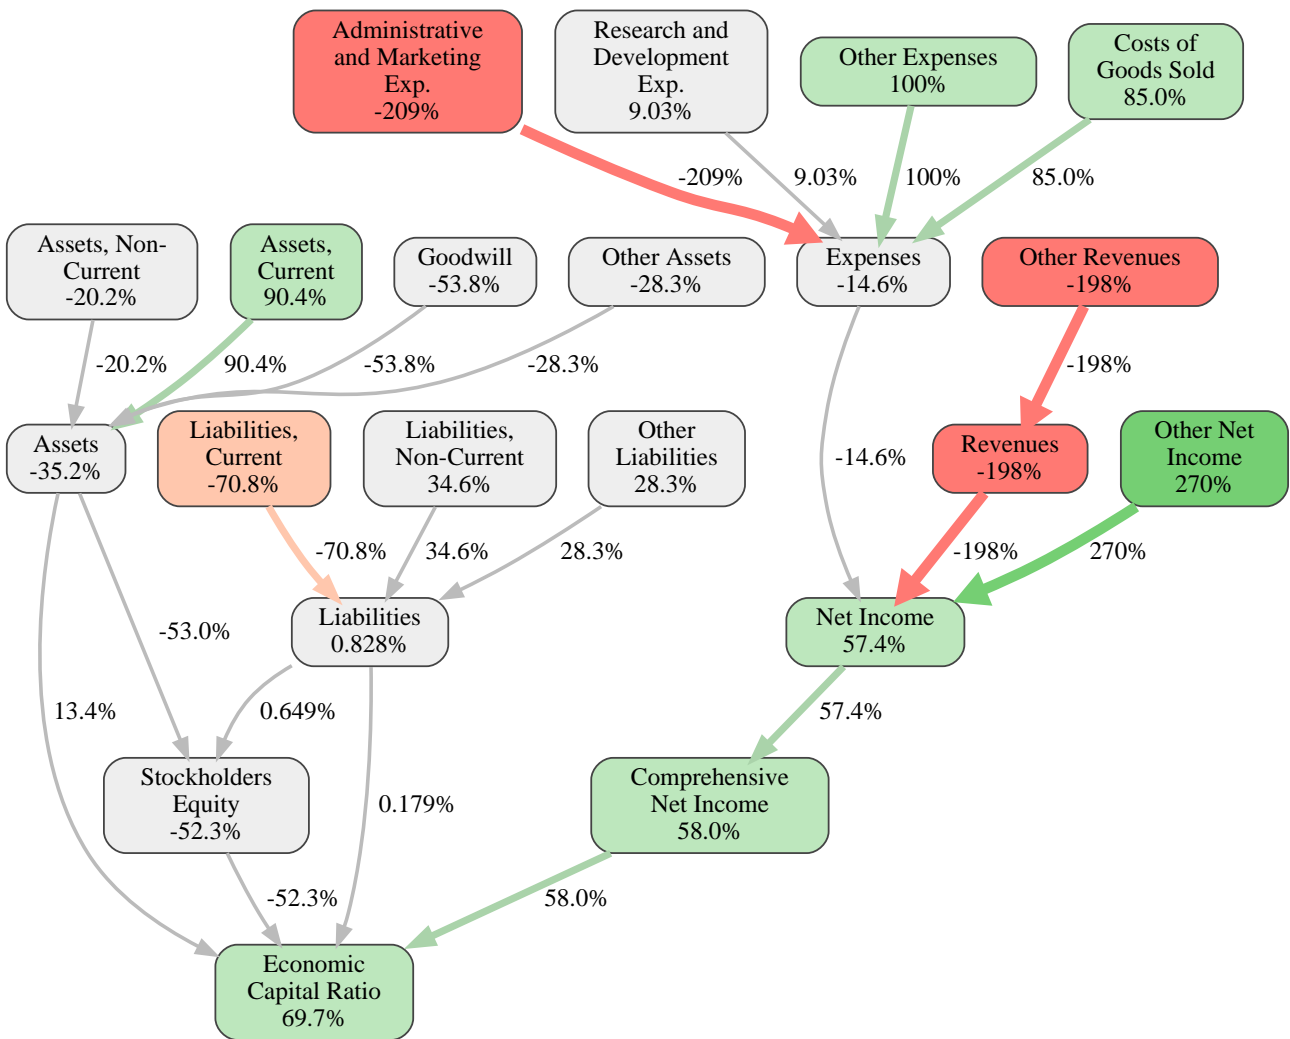 Administrative
and Marketing
Exp.
-209%
Research and
Development
Exp.
9.03%
Other Expenses
100%
Costs of
Goods Sold
85.0%
-209%
9.03%
100%
85.0%
Assets, Non-
Current
-20.2%
Assets,
Current
90.4%
Goodwill
-53.8%
Other Assets
-28.3%
Expenses
-14.6%
Other Revenues
-198%
-20.2%
90.4%
-53.8%
-28.3%
-198%
Assets
-35.2%
Liabilities,
Current
-70.8%
Liabilities,
Non-Current
34.6%
Other
Liabilities
28.3%
-14.6%
Revenues
-198%
Other Net
Income
270%
-70.8%
34.6%
28.3%
-198%
270%
-53.0%
Liabilities
0.828%
Net Income
57.4%
13.4%
0.649%
57.4%
Stockholders
Equity
-52.3%
0.179%
Comprehensive
Net Income
58.0%
-52.3%
58.0%
Economic
Capital Ratio
69.7%